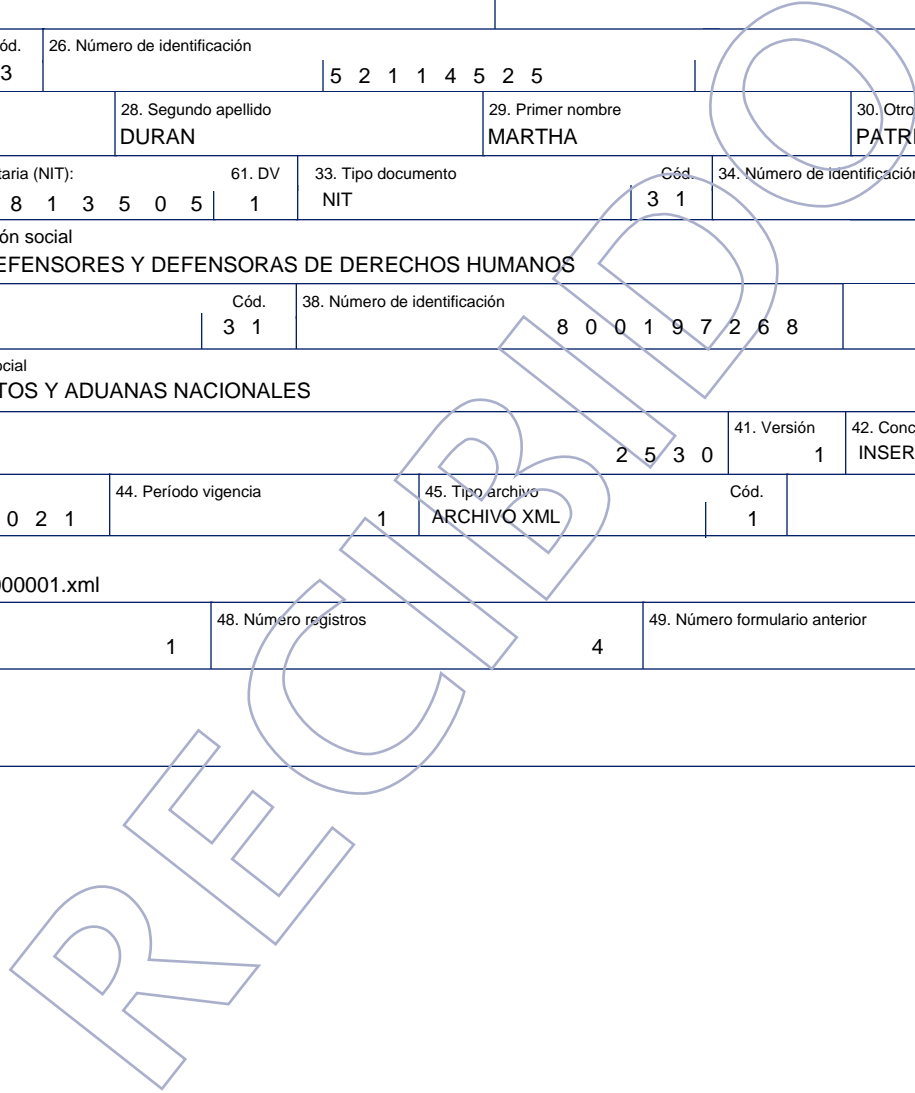 ód. 26. Número de identificación
3 5 2 1 1 4 5 2 5
28. Segundo apellido 29. Primer nombre 30. Otro
DURAN MARTHA PATRI
taria (NIT): 61. DV 33. Tipo documento Cód. 34. Número de identificación
8 1 3 5 0 5 1 NIT 3 1
ón social
EFENSORES Y DEFENSORAS DE DERECHOS HUMANOS
Cód. 38. Número de identificación
3 1 8 0 0 1 9 7 2 6 8
ocial
TOS Y ADUANAS NACIONALES
41. Versión 42. Conc
2 5 3 0 1 INSER
44. Período vigencia 45. Tipo archivo Cód.
0 2 1 1 ARCHIVO XML 1
000001.xml
48. Número registros 49. Número formulario anterior
1 4
RECIBIDO